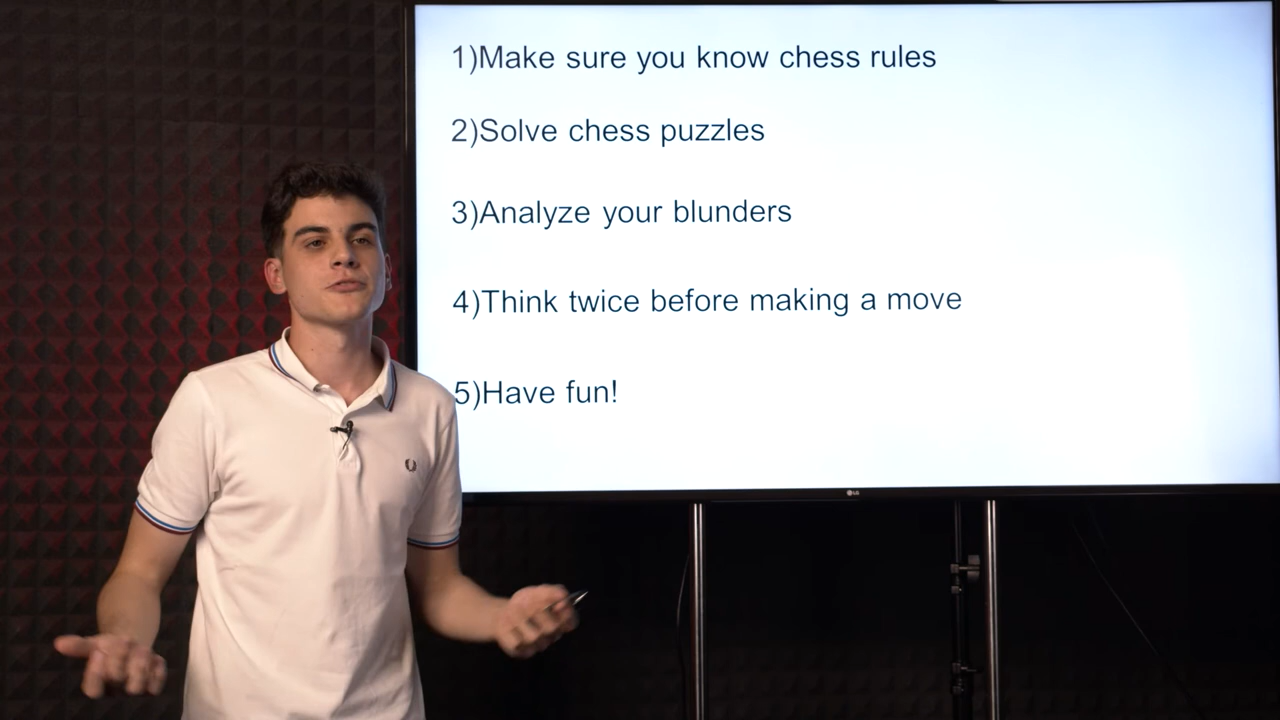 1)Make sure you know chess rules
2)Solve chess puzzles
3)Analyze your blunders
4)Think twice before making a move
5)Have fun!
LG